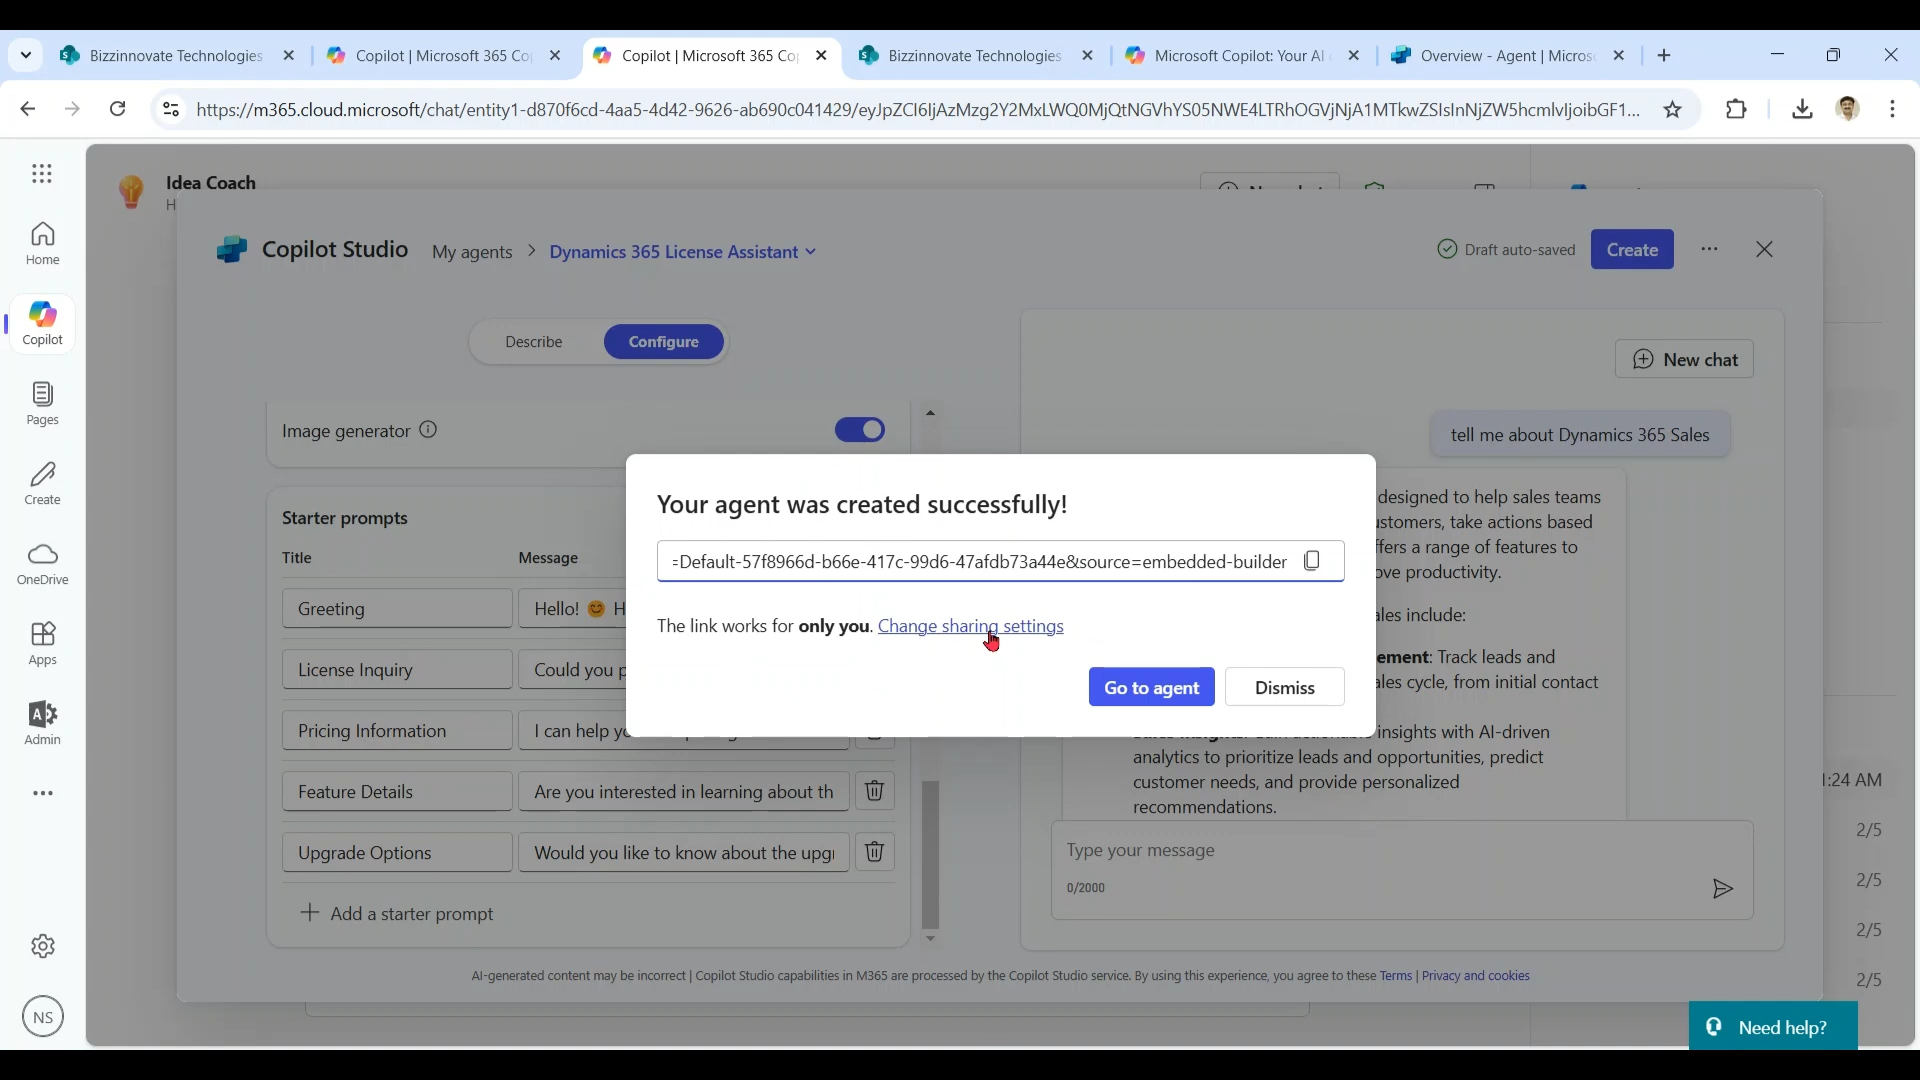 Bizzinnovate Technologies
Copilot | Microsoft 365 Co
Copilot | Microsoft 365 Co
Bizzinnovate Technologies
Microsoft Copilot: Your AI
Overview - Agent | Micros
https://m365.cloud.microsoft/chat/entity1-d870f6cd-4aa5-4d42-9626-ab690c041429/eyJpZCI6IjAzMzg2Y2MxLWQ0MjQtNGVhYS05NWE4LTRhOGVjNjA1MTkwZSIsInNjZW5hcmlvIjoibGF1...
Home
Copilot
Pages
Create
OneDrive
Apps
Admin
NS
Idea Coach
Copilot Studio
My agents > Dynamics 365 License Assistant
Draft auto-saved
Create
Describe
Configure
New chat
Image generator
tell me about Dynamics 365 Sales
Starter prompts
Title
Message
Greeting
Hello! 😊 H
License Inquiry
Could you p
Pricing Information
I can help yo
Feature Details
Are you interested in learning about th
Upgrade Options
Would you like to know about the upgr
Add a starter prompt
Your agent was created successfully!
=Default-57f8966d-b66e-417c-99d6-47afdb73a44e&source=embedded-builder
The link works for only you. Change sharing settings
Go to agent
Dismiss
designed to help sales teams
ustomers, take actions based
ffers a range of features to
ove productivity.
ales include:
ement: Track leads and
ales cycle, from initial contact
insights with AI-driven
analytics to prioritize leads and opportunities, predict
customer needs, and provide personalized
recommendations.
Type your message
0/2000
1:24 AM
2/5
2/5
2/5
2/5
AI-generated content may be incorrect | Copilot Studio capabilities in M365 are processed by the Copilot Studio service. By using this experience, you agree to these Terms | Privacy and cookies
Need help?